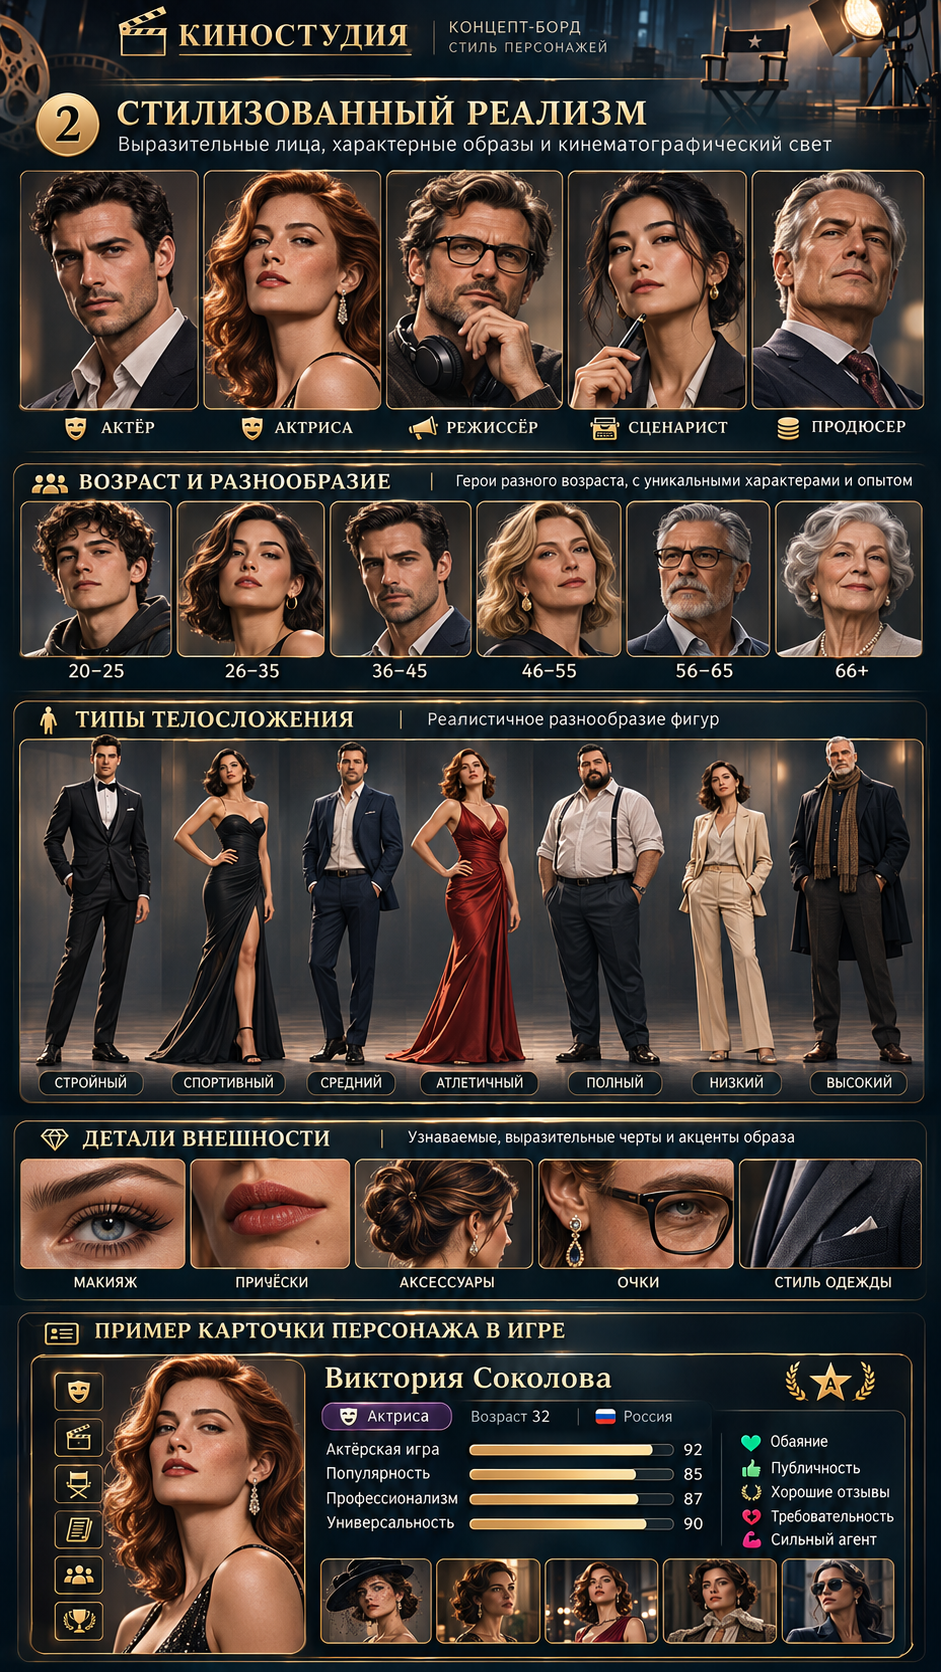 КИНОСТУДИЯ
КОНЦЕПТ-БОРД
СТИЛЬ ПЕРСОНАЖЕЙ
2
СТИЛИЗОВАННЫЙ РЕАЛИЗМ
Выразительные лица, характерные образы и кинематографический свет
АКТЁР
АКТРИСА
РЕЖИССЁР
СЦЕНАРИСТ
ПРОДЮСЕР
ВОЗРАСТ И РАЗНООБРАЗИЕ
Герои разного возраста, с уникальными характерами и опытом
20–25
26–35
36–45
46–55
56–65
66+
ТИПЫ ТЕЛОСЛОЖЕНИЯ
Реалистичное разнообразие фигур
СТРОЙНЫЙ
СПОРТИВНЫЙ
СРЕДНИЙ
АТЛЕТИЧНЫЙ
ПОЛНЫЙ
НИЗКИЙ
ВЫСОКИЙ
ДЕТАЛИ ВНЕШНОСТИ
Узнаваемые, выразительные черты и акценты образа
МАКИЯЖ
ПРИЧЁСКИ
АКСЕССУАРЫ
ОЧКИ
СТИЛЬ ОДЕЖДЫ
ПРИМЕР КАРТОЧКИ ПЕРСОНАЖА В ИГРЕ
Виктория Соколова
A
Актриса
Возраст 32
Россия
Актёрская игра 92
Популярность 85
Профессионализм 87
Универсальность 90
Обаяние
Публичность
Хорошие отзывы
Требовательность
Сильный агент